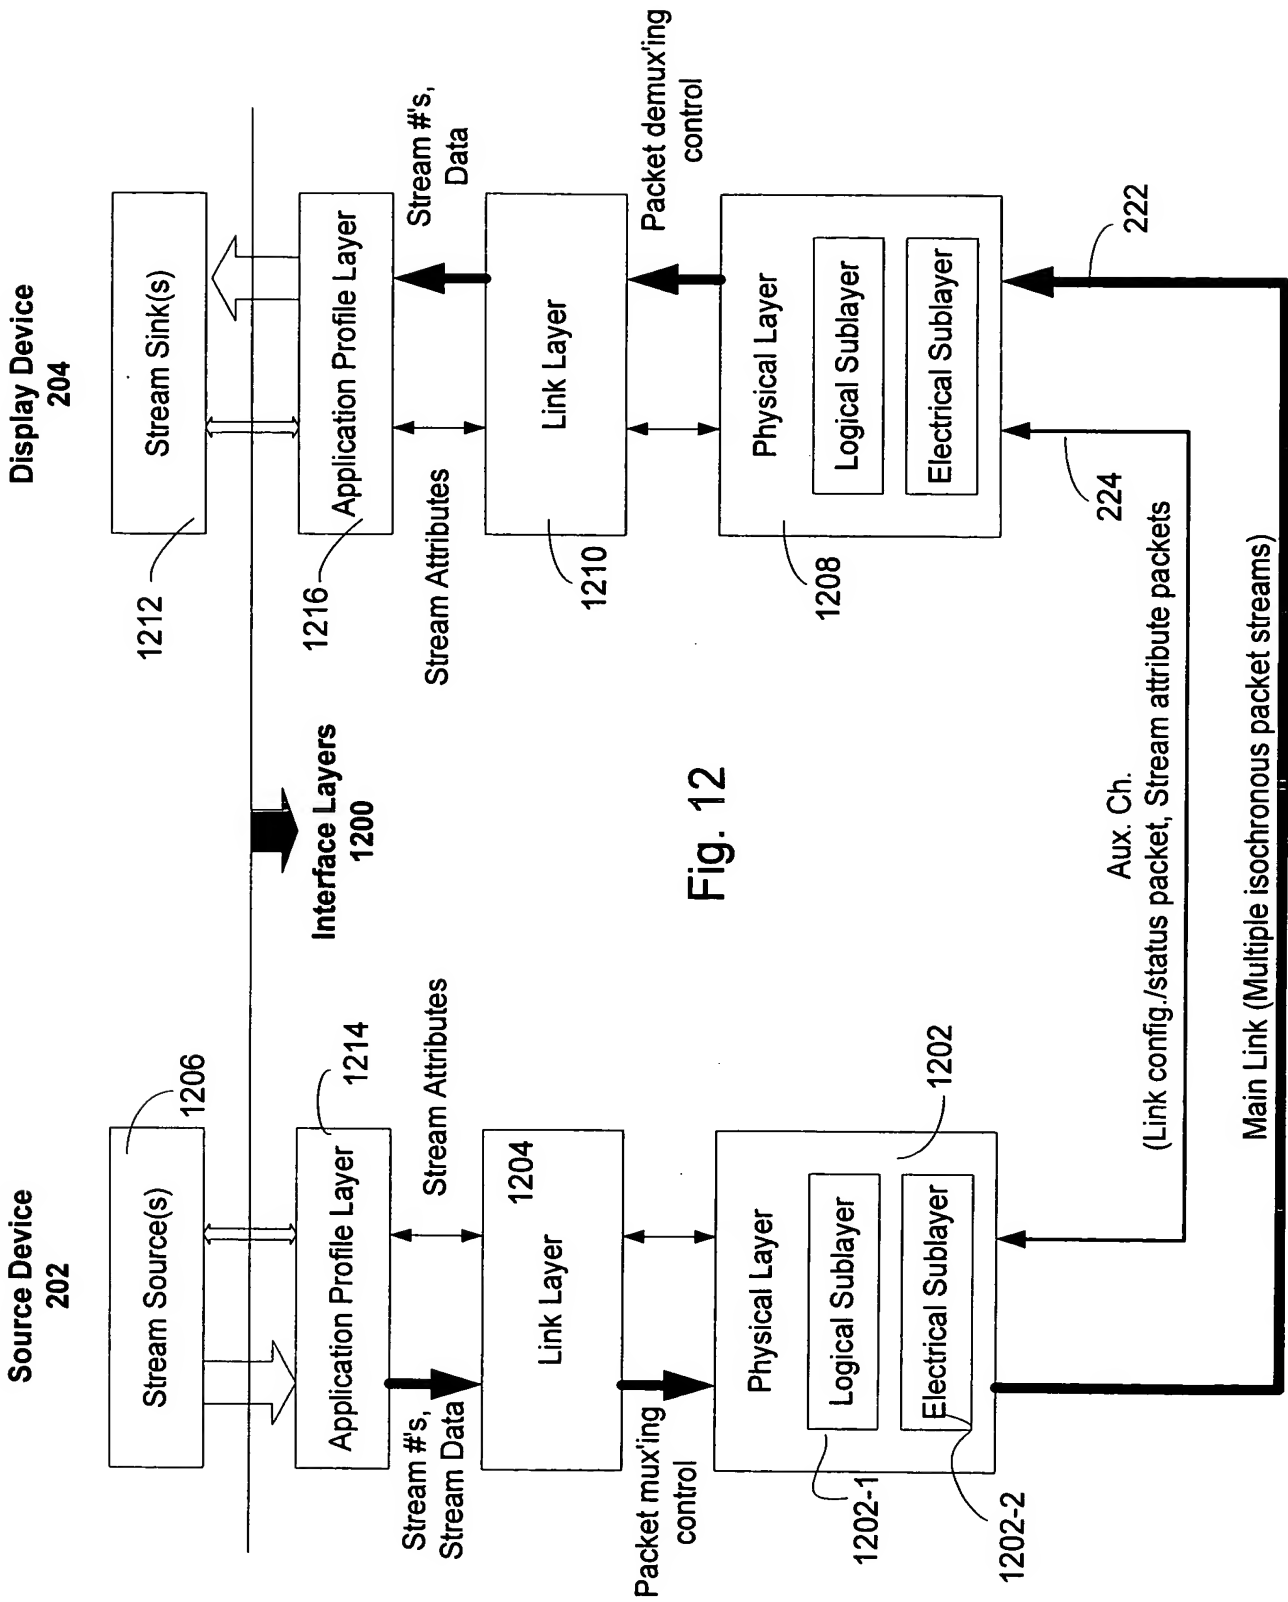 Source Device
202
Stream Source(s)
1206
Application Profile Layer
1214
Stream #'s,
Stream Data
Stream Attributes
Link Layer
1204
Packet mux'ing
control
Physical Layer
1202
Logical Sublayer
1202-1
Electrical Sublayer
1202-2
Interface Layers
1200
Display Device
204
Stream Sink(s)
1212
Application Profile Layer
1216
Stream Attributes
Stream #'s,
Data
Link Layer
1210
Packet demux'ing
control
Physical Layer
1208
Logical Sublayer
Electrical Sublayer
224
222
Aux. Ch.
(Link config./status packet, Stream attribute packets
Main Link (Multiple isochronous packet streams)
Fig. 12